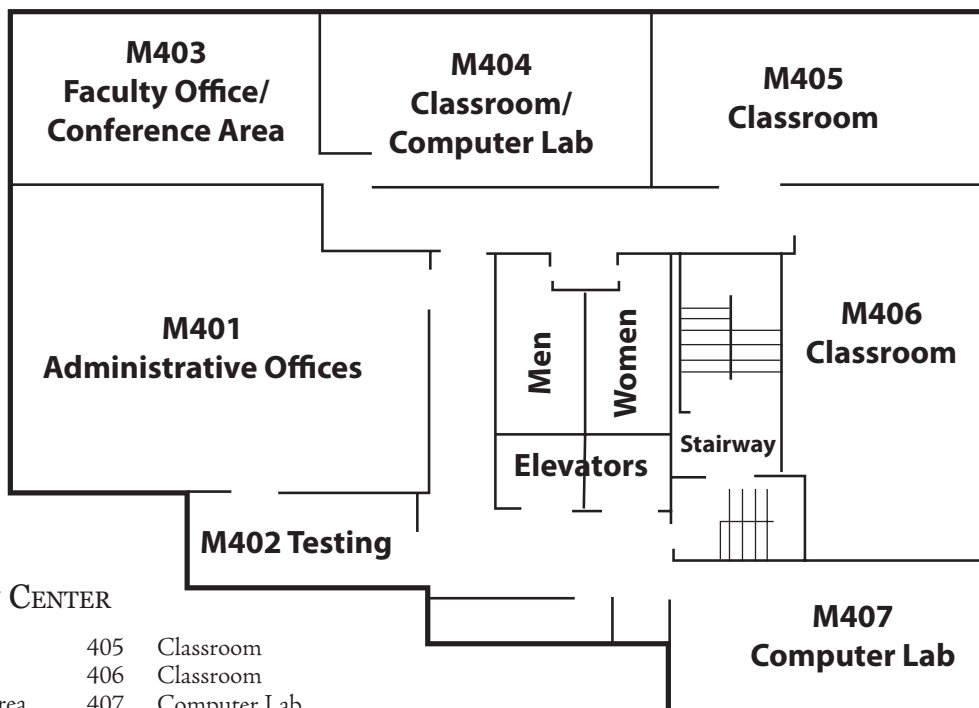 M403
Faculty Office/
Conference Area
M404
Classroom/
Computer Lab
M405
Classroom
M401
Administrative Offices
Men
Women
M406
Classroom
Stairway
Elevators
M402 Testing
M407
Computer Lab
CENTER
405 Classroom
406 Classroom
407 Computer Lab